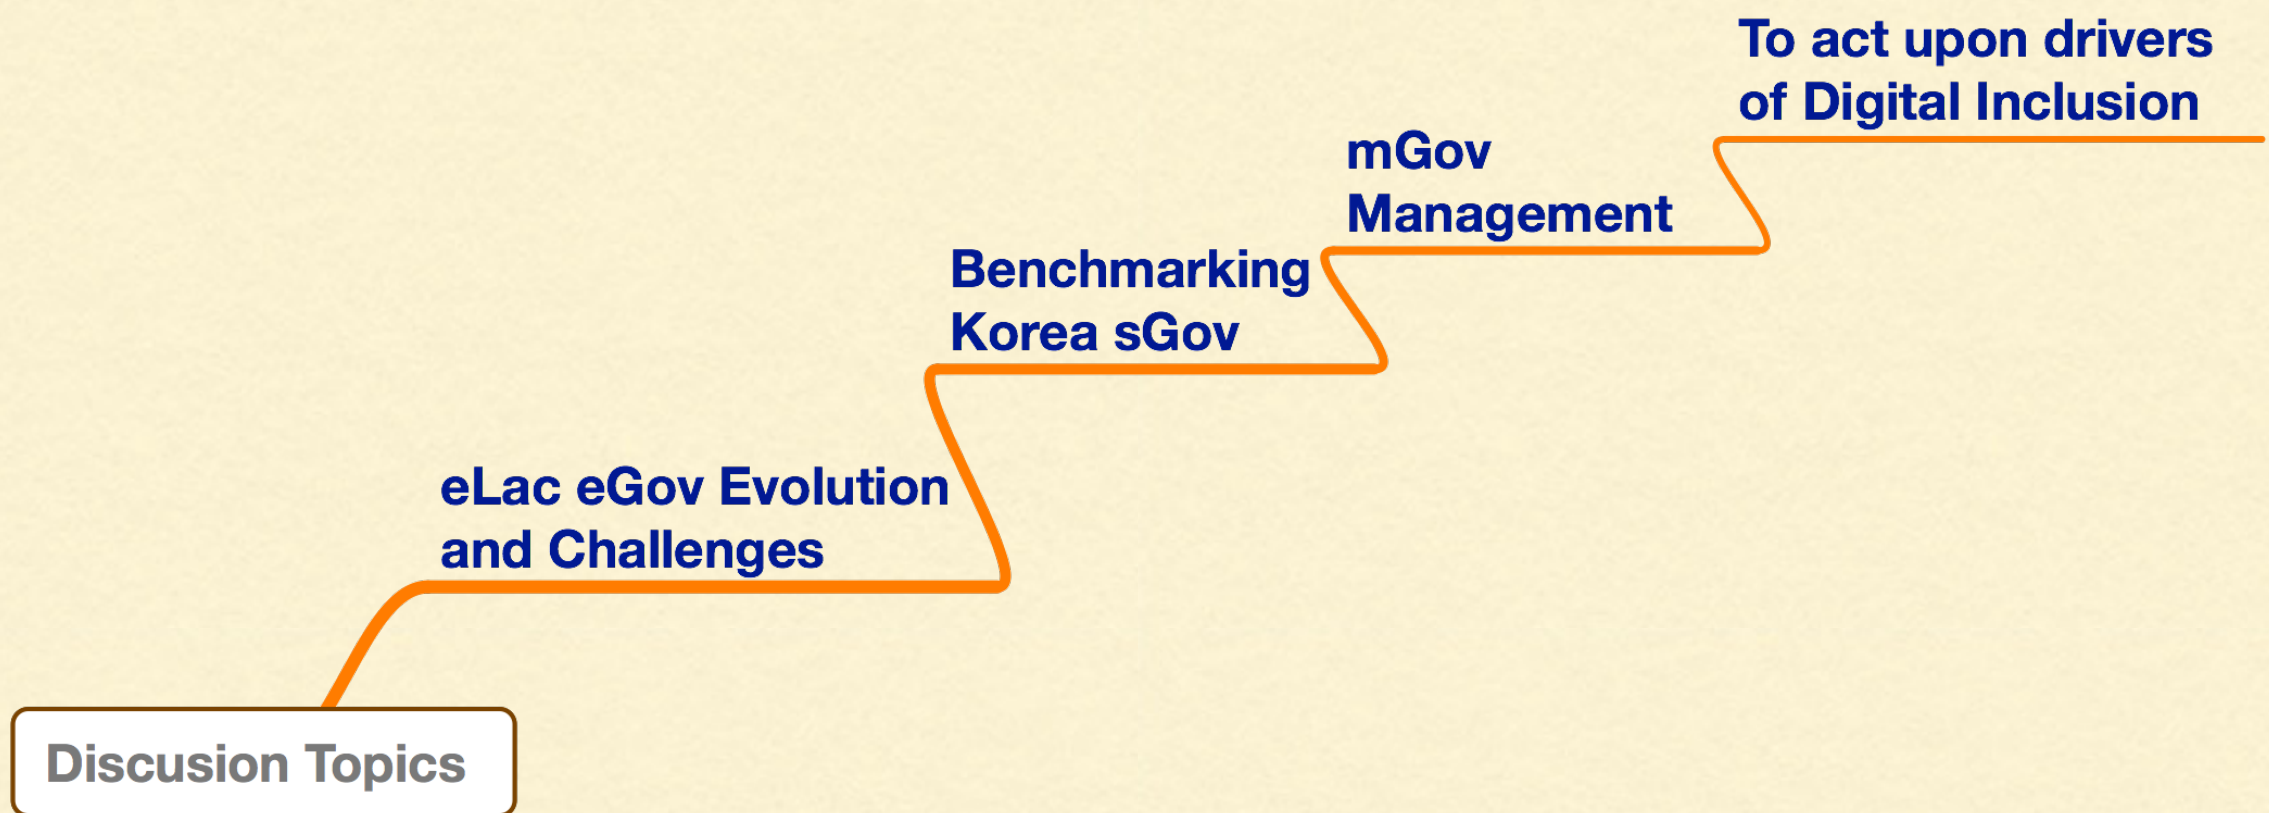 To act upon drivers
of Digital Inclusion
mGov
Management
Benchmarking
Korea sGov
eLac eGov Evolution
and Challenges
Discusion Topics